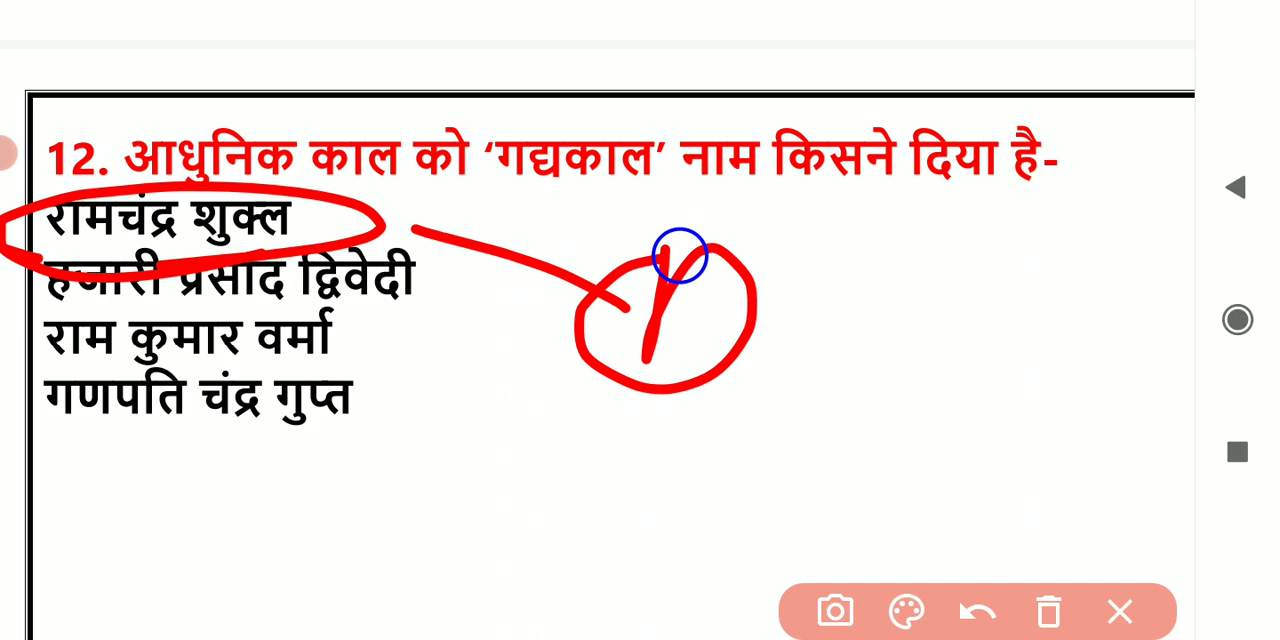 12. आधुनिक काल को ‘गद्यकाल’ नाम किसने दिया है-
रामचंद्र शुक्ल
हजारी प्रसाद द्विवेदी
राम कुमार वर्मा
गणपति चंद्र गुप्त